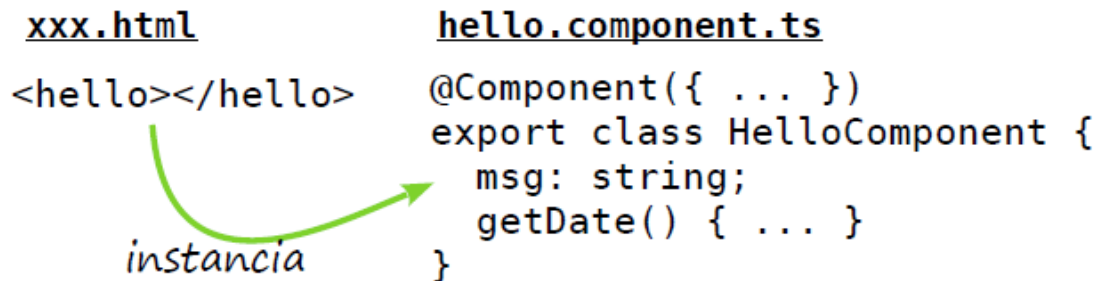 xxx.html
<hello></hello>
instancia
hello.component.ts
@Component({ ... })
export class HelloComponent {
  msg: string;
  getDate() { ... }
}